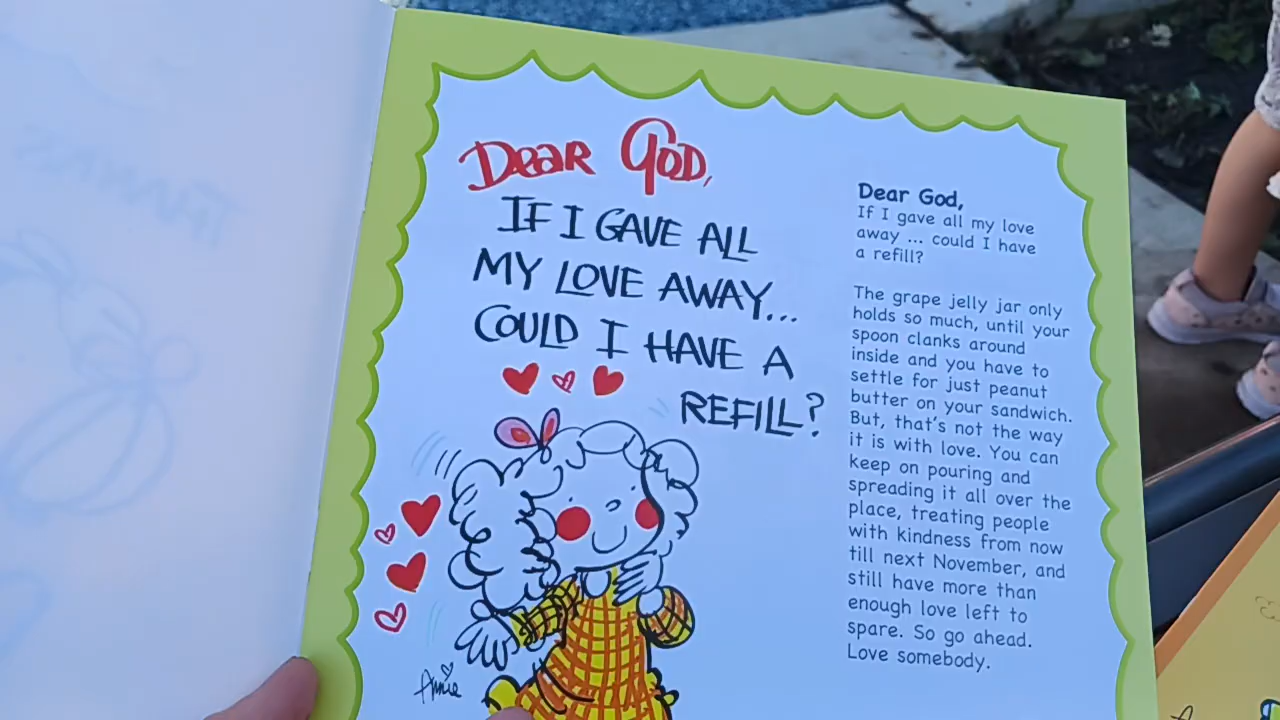 Dear God,
IF I GAVE ALL
MY LOVE AWAY...
COULD I HAVE A
REFILL?
Annie
Dear God,
If I gave all my love
away ... could I have
a refill?
The grape jelly jar only
holds so much, until your
spoon clanks around
inside and you have to
settle for just peanut
butter on your sandwich.
But, that's not the way
it is with love. You can
keep on pouring and
spreading it all over the
place, treating people
with kindness from now
till next November, and
still have more than
enough love left to
spare. So go ahead.
Love somebody.